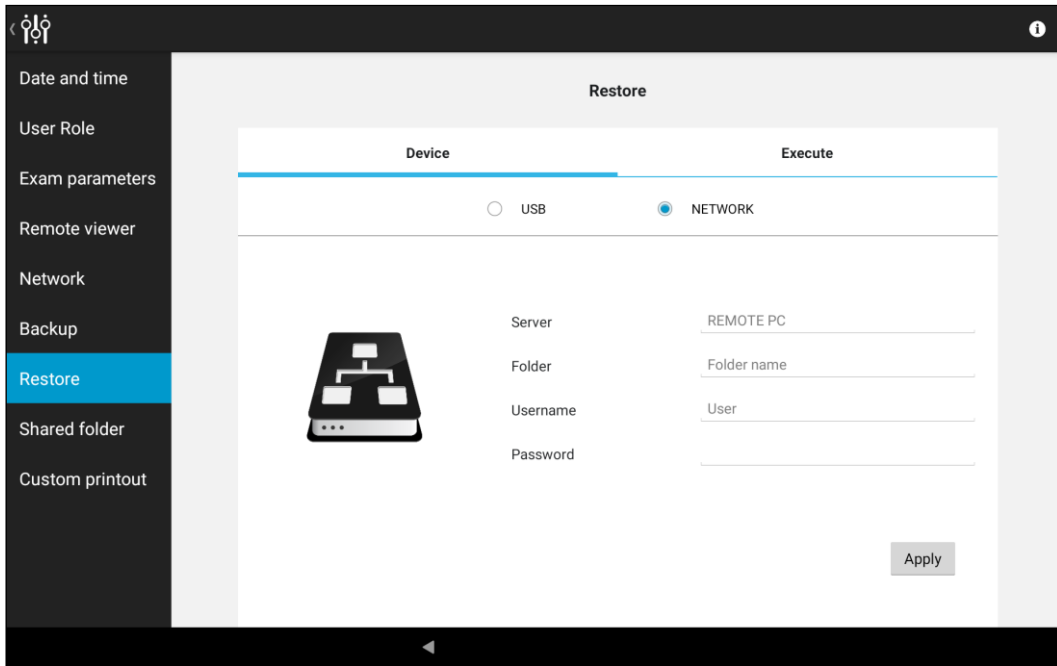 Date and time
User Role
Exam parameters
Remote viewer
Network
Backup
Restore
Shared folder
Custom printout
Restore
Device Execute
USB NETWORK
Server REMOTE PC
Folder Folder name
Username User
Password
Apply